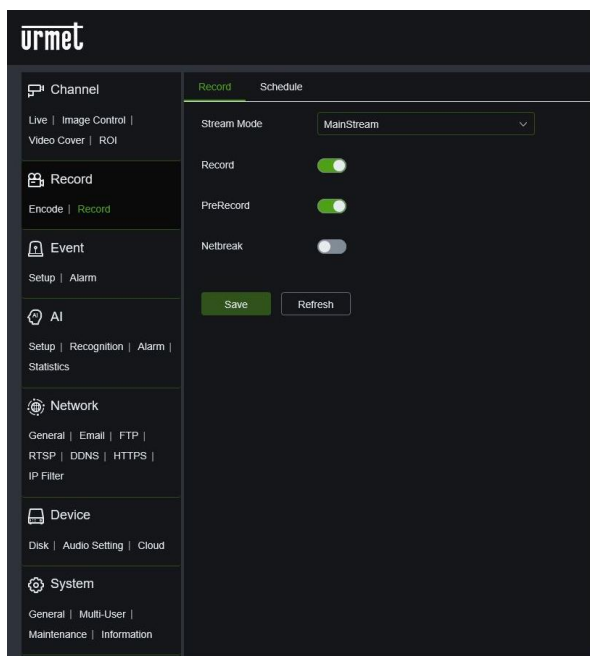 urmet
Channel
Live | Image Control |
Video Cover | ROI
Record
Encode | Record
Event
Setup | Alarm
AI
Setup | Recognition | Alarm |
Statistics
Network
General | Email | FTP |
RTSP | DDNS | HTTPS |
IP Filter
Device
Disk | Audio Setting | Cloud
System
General | Multi-User |
Maintenance | Information
Record Schedule
Stream Mode MainStream
Record
PreRecord
Netbreak
Save Refresh